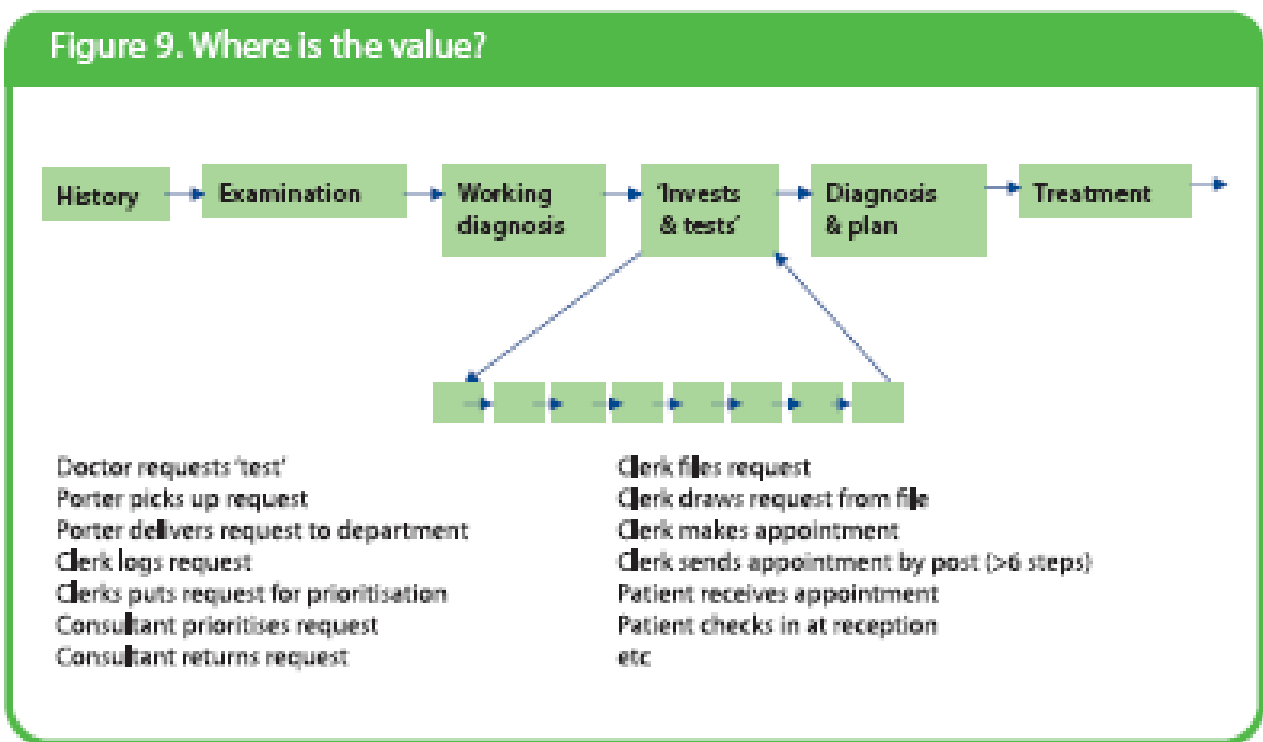 Figure 9. Where is the value?
History
Examination
Working
diagnosis
'Invests
& tests'
Diagnosis
& plan
Treatment
Doctor requests 'test'
Porter picks up request
Porter delivers request to department
Clerk logs request
Clerks puts request for prioritisation
Consultant prioritises request
Consultant returns request
Clerk files request
Clerk draws request from file
Clerk makes appointment
Clerk sends appointment by post (>6 steps)
Patient receives appointment
Patient checks in at reception
etc